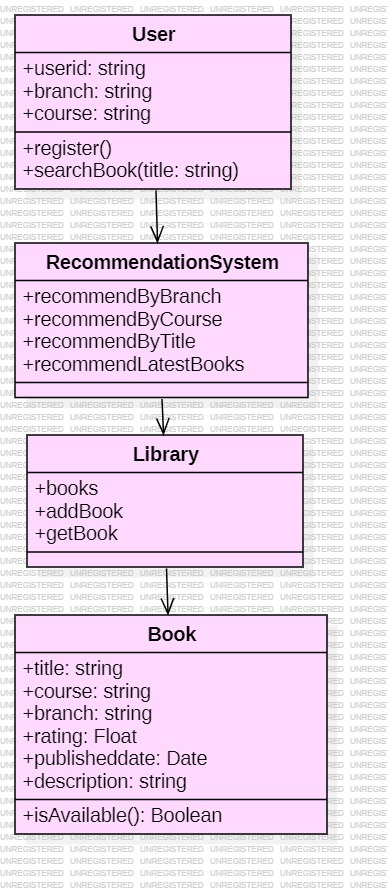 User
+userid: string
+branch: string
+course: string
+register()
+searchBook(title: string)
RecommendationSystem
+recommendByBranch
+recommendByCourse
+recommendByTitle
+recommendLatestBooks
Library
+books
+addBook
+getBook
Book
+title: string
+course: string
+branch: string
+rating: Float
+publisheddate: Date
+description: string
+isAvailable(): Boolean
UNREGISTERED